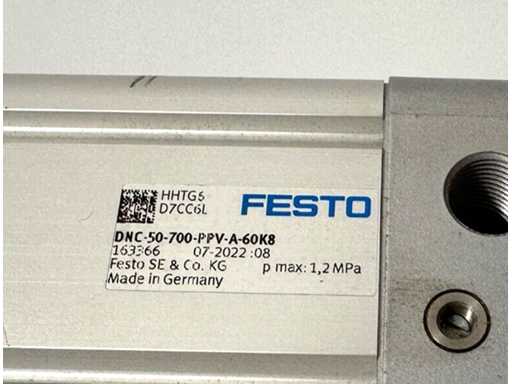 HHTG6
D7CC6L
FESTO
DNC-50-700-PPV-A-60K8
163366 07-2022 :08
Festo SE & Co. KG p max: 1,2 MPa
Made in Germany